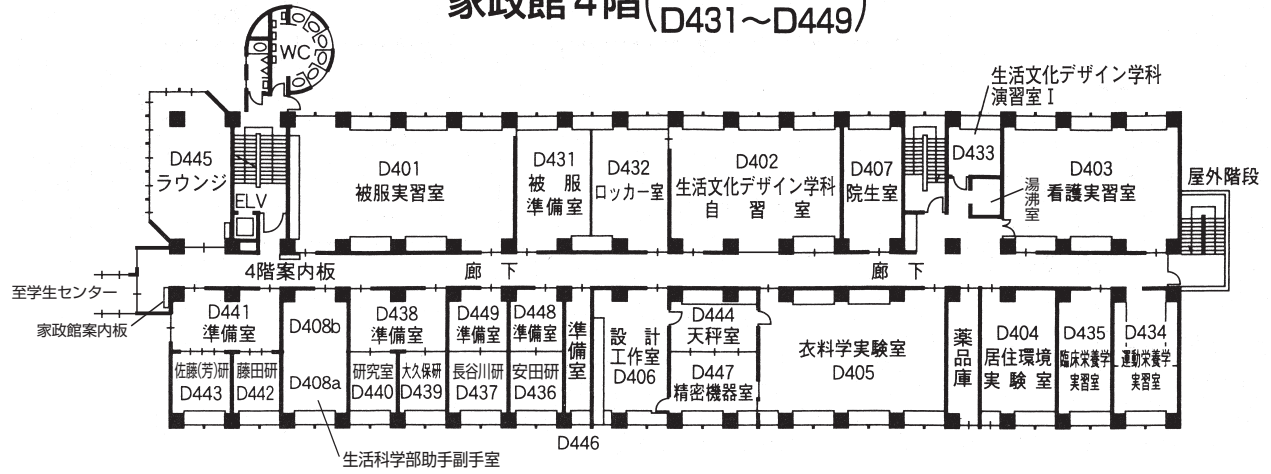 家政館4階(D431～D449)
WC
生活文化デザイン学科
演習室Ⅰ
D445
ラウンジ
ELV
D401
被服実習室
D431
被 服
準備室
D432
ロッカー室
D402
生活文化デザイン学科
自 習 室
D407
院生室
D433
湯沸室
D403
看護実習室
屋外階段
4階案内板
廊 下
廊 下
至学生センター
家政館案内板
D441
準備室
D408b
D438
準備室
D449
準備室
D448
準備室
準備室
設 計
工作室
D406
D444
天秤室
衣料学実験室
D405
薬品庫
D404
居住環境
実 験 室
D435
臨床栄養学
実習室
D434
運動栄養学
実習室
佐藤(芳)研
D443
藤田研
D442
D408a
研究室
D440
大久保研
D439
長谷川研
D437
安田研
D436
D447
精密機器室
D446
生活科学部助手副手室